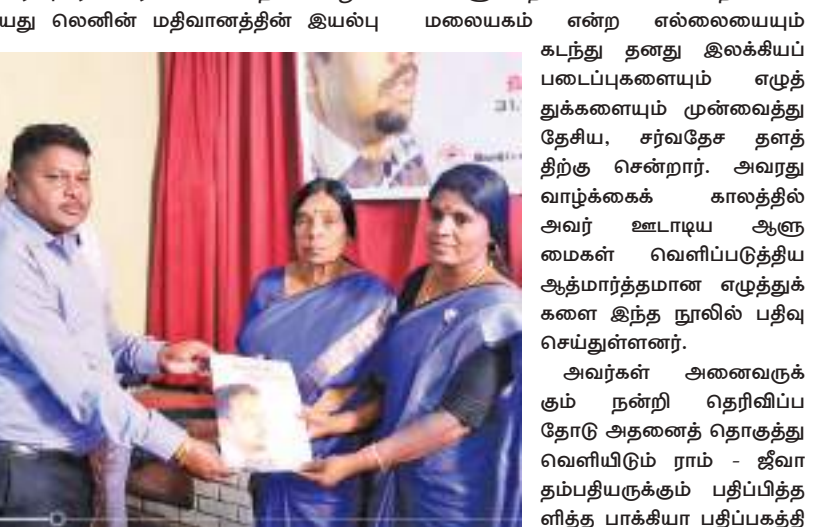 யது லெனின் மதிவானத்தின் இயல்பு
மலையகம் என்ற எல்லையையும்
கடந்து தனது இலக்கியப்
படைப்புகளையும் எழுத்
துக்களையும் முன்வைத்து
தேசிய, சர்வதேச தளத்
திற்கு சென்றார். அவரது
வாழ்க்கைக் காலத்தில்
அவர் ஊடாடிய ஆளு
மைகள் வெளிப்படுத்திய
ஆத்மார்த்தமான எழுத்துக்
களை இந்த நூலில் பதிவு
செய்துள்ளனர்.
அவர்கள் அனைவருக்
கும் நன்றி தெரிவிப்ப
தோடு அதனைத் தொகுத்து
வெளியிடும் ராம் - ஜீவா
தம்பதியருக்கும் பதிப்பித்த
ளித்த பாக்கியா பதிப்பகத்தி
31.